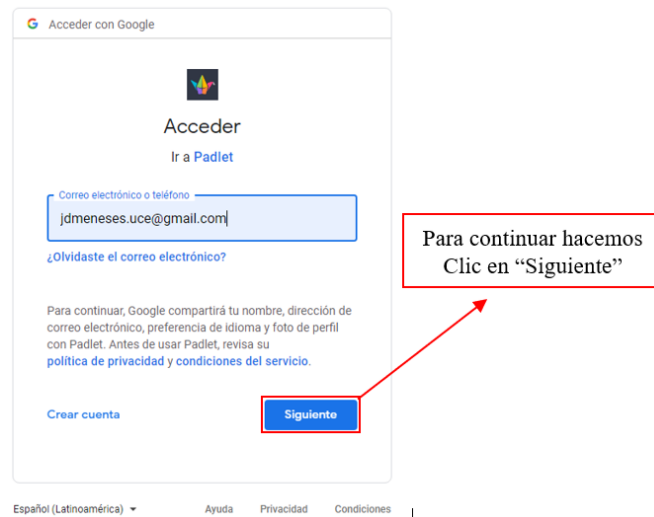 Acceder con Google
Acceder
Ir a Padlet
Correo electrónico o teléfono
jdmeneses.uce@gmail.com
¿Olvidaste el correo electrónico?
Para continuar, Google compartirá tu nombre, dirección de
correo electrónico, preferencia de idioma y foto de perfil
con Padlet. Antes de usar Padlet, revisa su
política de privacidad y condiciones del servicio.
Crear cuenta
Siguiente
Para continuar hacemos
Clic en “Siguiente”
Español (Latinoamérica)
Ayuda
Privacidad
Condiciones